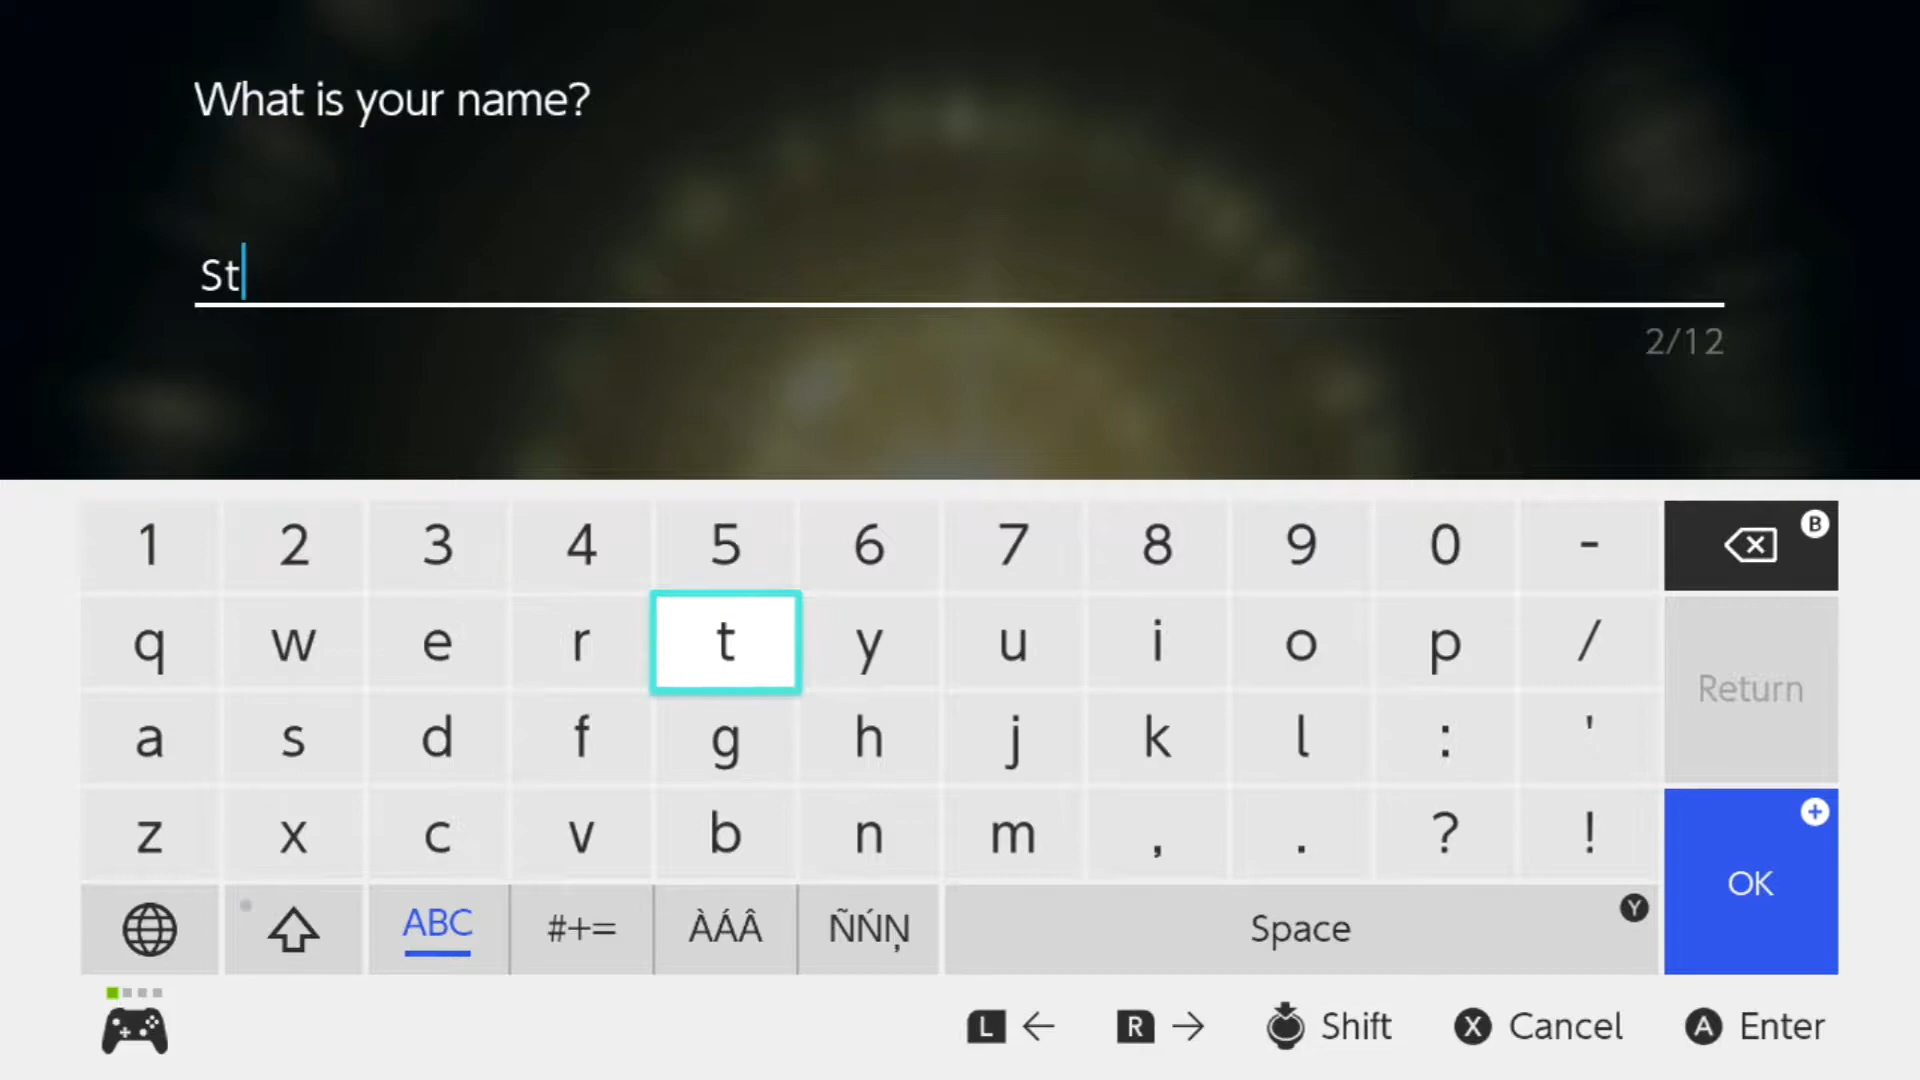 What is your name?
St
2/12
1 2 3 4 5 6 7 8 9 0 - B
q w e r t y u i o p / Return
a s d f g h j k l : '
z x c v b n m , . ? ! + OK
ABC #+= ÀÁÂ ÑŃŅ Space Y
L ← R → Shift X Cancel A Enter